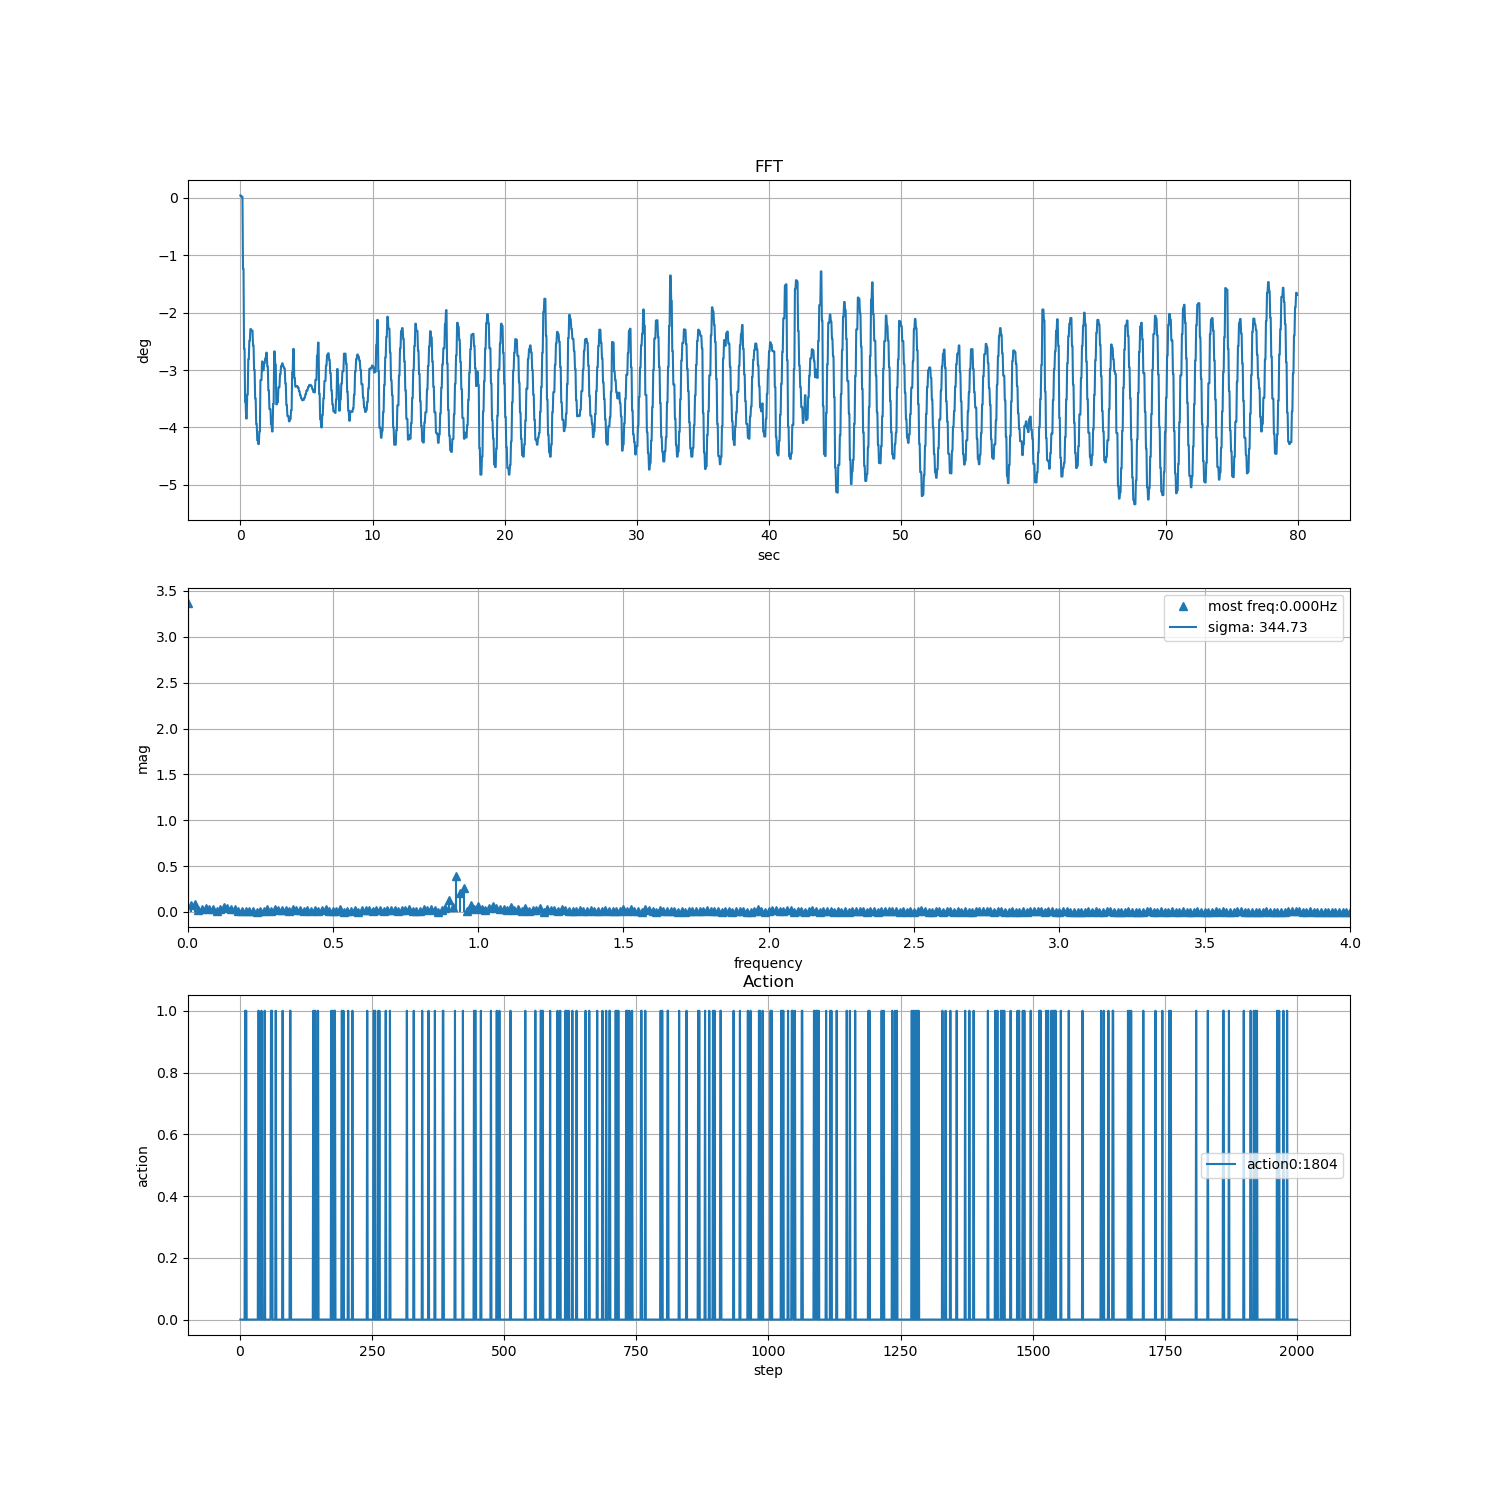 FFT
0
−1
−2
−3
−4
−5
deg
0 10 20 30 40 50 60 70 80
sec
3.5
3.0
2.5
2.0
1.5
1.0
0.5
0.0
mag
most freq:0.000Hz
sigma: 344.73
0.0 0.5 1.0 1.5 2.0 2.5 3.0 3.5 4.0
frequency
Action
1.0
0.8
0.6
0.4
0.2
0.0
action
action0:1804
0 250 500 750 1000 1250 1500 1750 2000
step